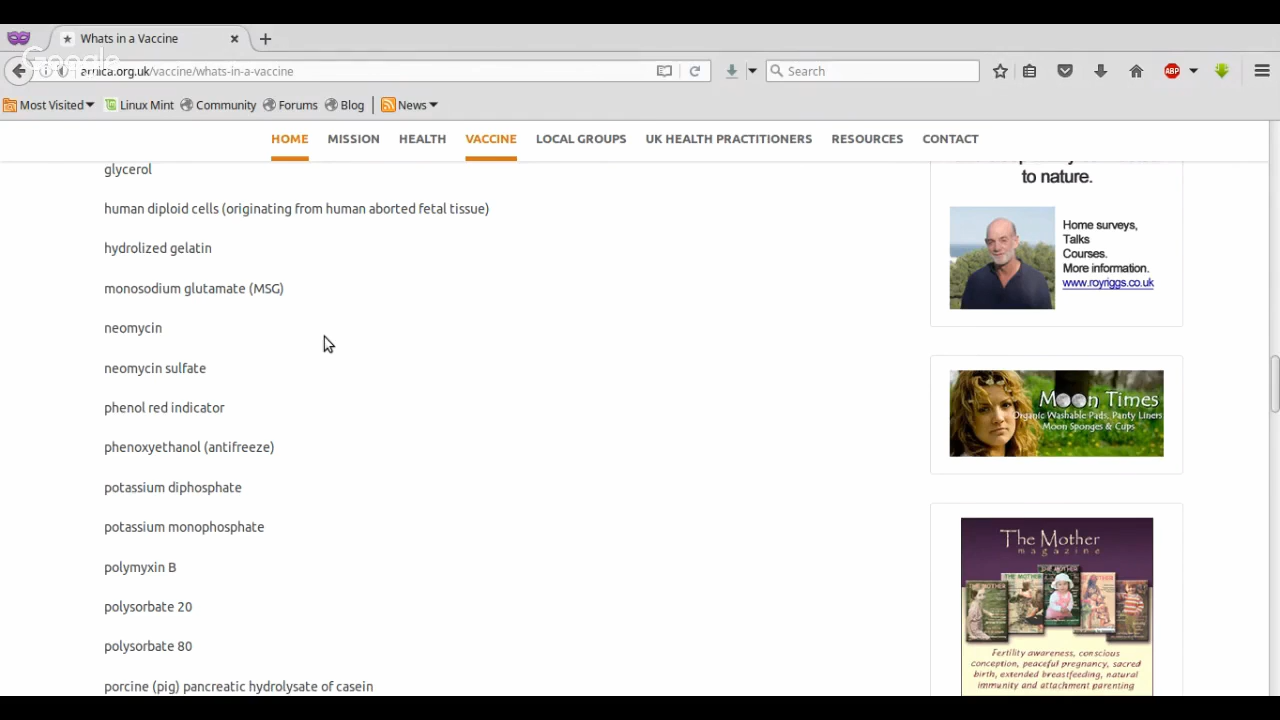 Whats in a Vaccine
Google
arnica.org.uk/vaccine/whats-in-a-vaccine
Search
ABP
Most Visited
Linux Mint
Community
Forums
Blog
News
HOME
MISSION
HEALTH
VACCINE
LOCAL GROUPS
UK HEALTH PRACTITIONERS
RESOURCES
CONTACT
glycerol
human diploid cells (originating from human aborted fetal tissue)
hydrolized gelatin
monosodium glutamate (MSG)
neomycin
neomycin sulfate
phenol red indicator
phenoxyethanol (antifreeze)
potassium diphosphate
potassium monophosphate
polymyxin B
polysorbate 20
polysorbate 80
porcine (pig) pancreatic hydrolysate of casein
to nature.
Home surveys,
Talks
Courses.
More information.
www.royriggs.co.uk
Moon Times
Organic Washable Pads, Panty Liners
Moon Sponges & Cups
The Mother
magazine
Fertility awareness, conscious
conception, peaceful pregnancy, sacred
birth, extended breastfeeding, natural
immunity and attachment parenting